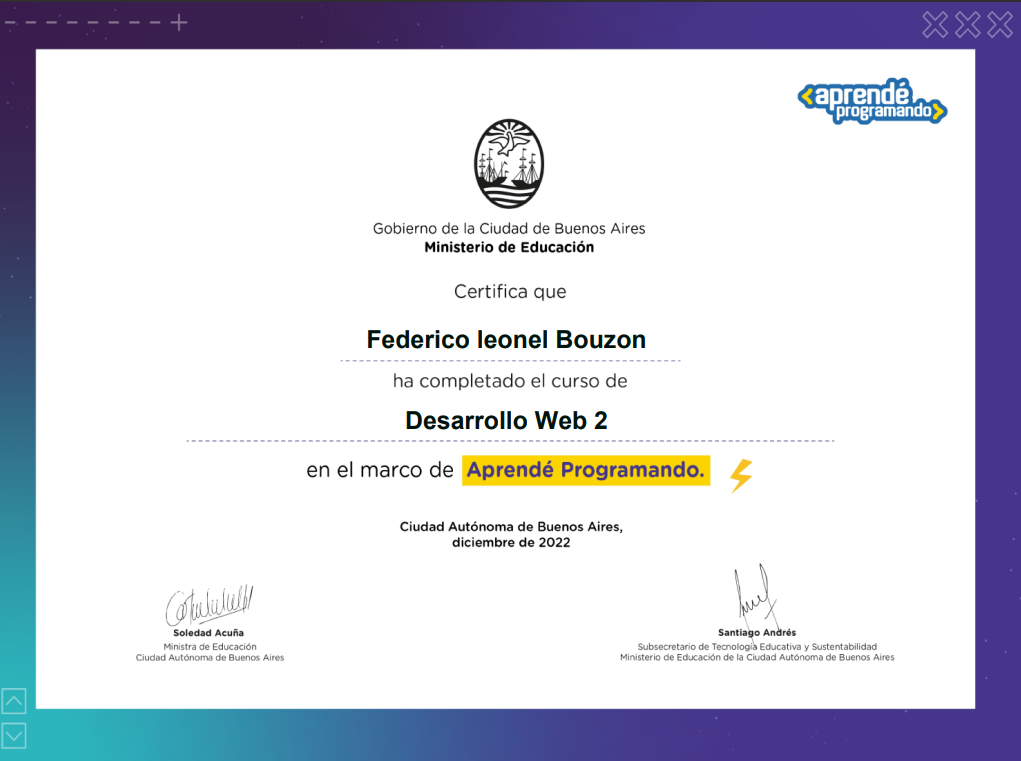 <aprendé
programando>
Gobierno de la Ciudad de Buenos Aires
Ministerio de Educación
Certifica que
Federico leonel Bouzon
ha completado el curso de
Desarrollo Web 2
en el marco de Aprendé Programando.
Ciudad Autónoma de Buenos Aires,
diciembre de 2022
Soledad Acuña
Ministra de Educación
Ciudad Autónoma de Buenos Aires
Santiago Andrés
Subsecretario de Tecnología Educativa y Sustentabilidad
Ministerio de Educación de la Ciudad Autónoma de Buenos Aires